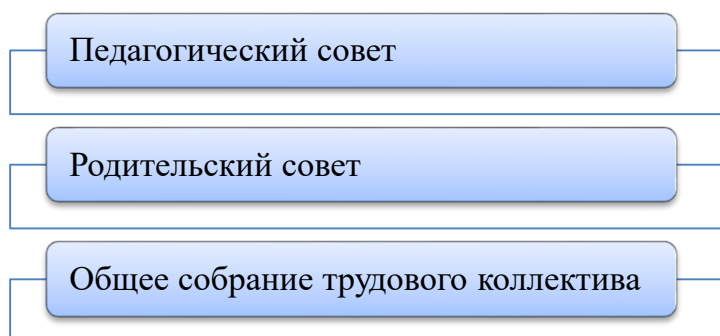 Педагогический совет
Родительский совет
Общее собрание трудового коллектива